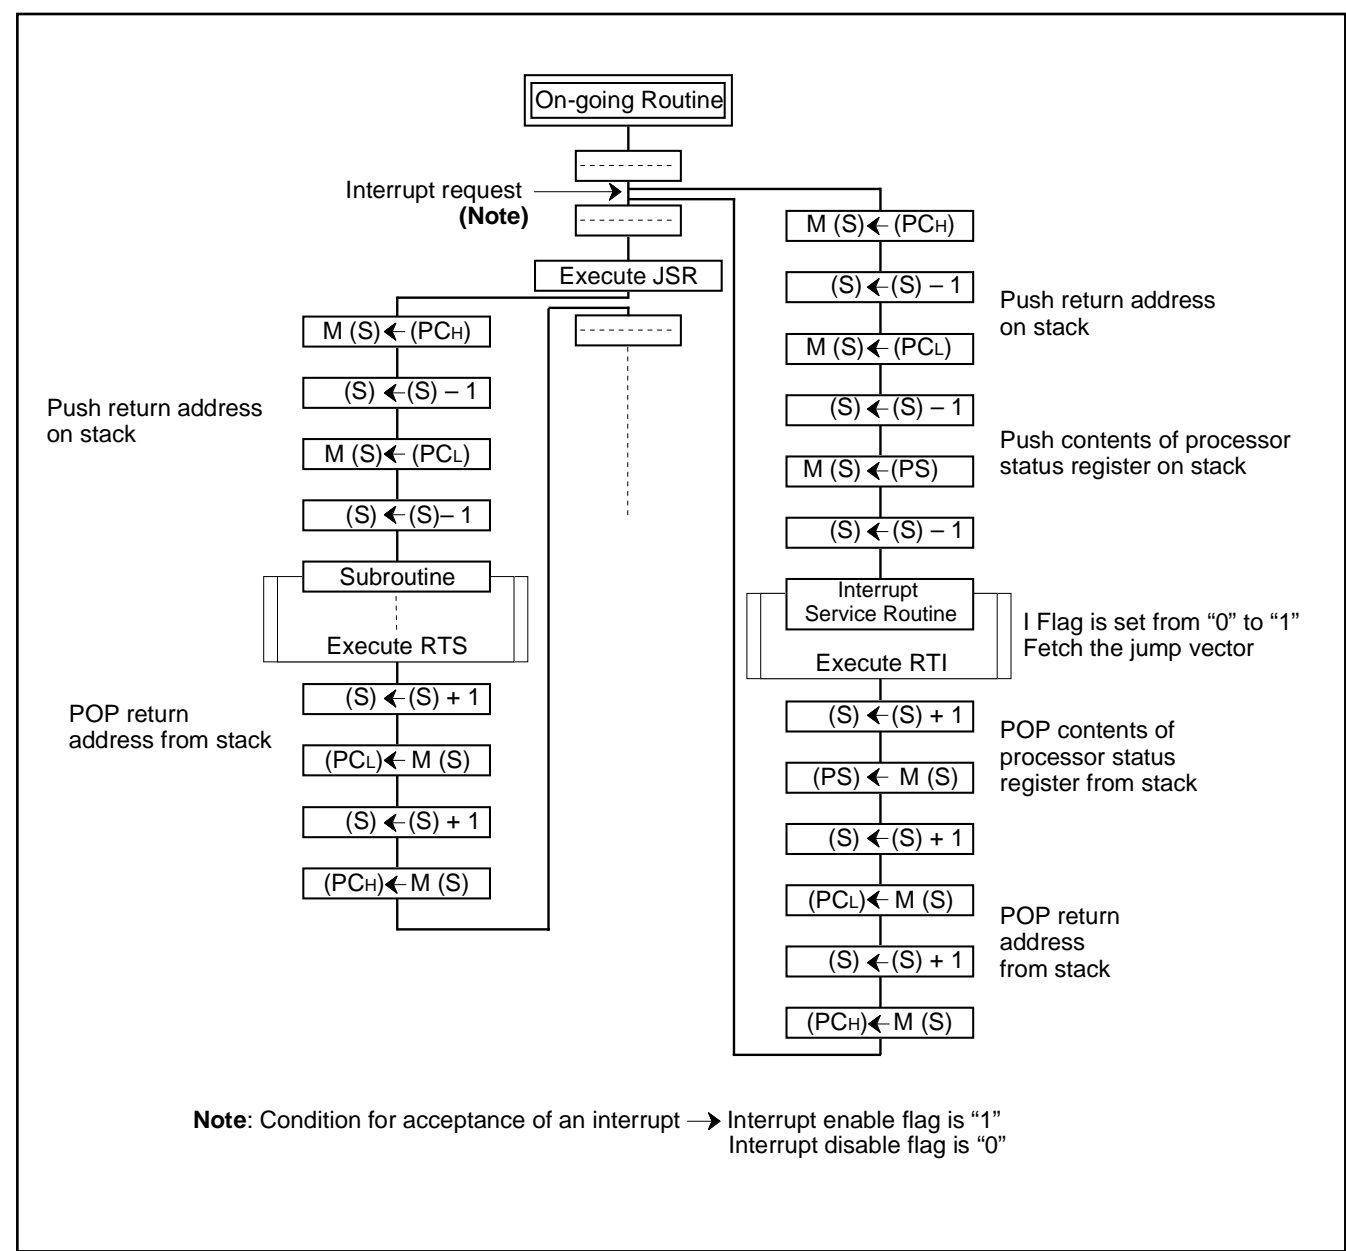 On-going Routine
Interrupt request
(Note)
Execute JSR
M (S) ← (PCH)
(S) ← (S) – 1
M (S) ← (PCL)
(S) ← (S)– 1
Push return address
on stack
Subroutine
Execute RTS
(S) ← (S) + 1
(PCL) ← M (S)
(S) ← (S) + 1
(PCH) ← M (S)
POP return
address from stack
M (S) ← (PCH)
(S) ← (S) – 1
M (S) ← (PCL)
(S) ← (S) – 1
M (S) ← (PS)
(S) ← (S) – 1
Push return address
on stack
Push contents of processor
status register on stack
Interrupt
Service Routine
Execute RTI
I Flag is set from “0” to “1”
Fetch the jump vector
(S) ← (S) + 1
(PS) ← M (S)
(S) ← (S) + 1
(PCL) ← M (S)
(S) ← (S) + 1
(PCH) ← M (S)
POP contents of
processor status
register from stack
POP return
address
from stack
Note: Condition for acceptance of an interrupt → Interrupt enable flag is “1”
Interrupt disable flag is “0”